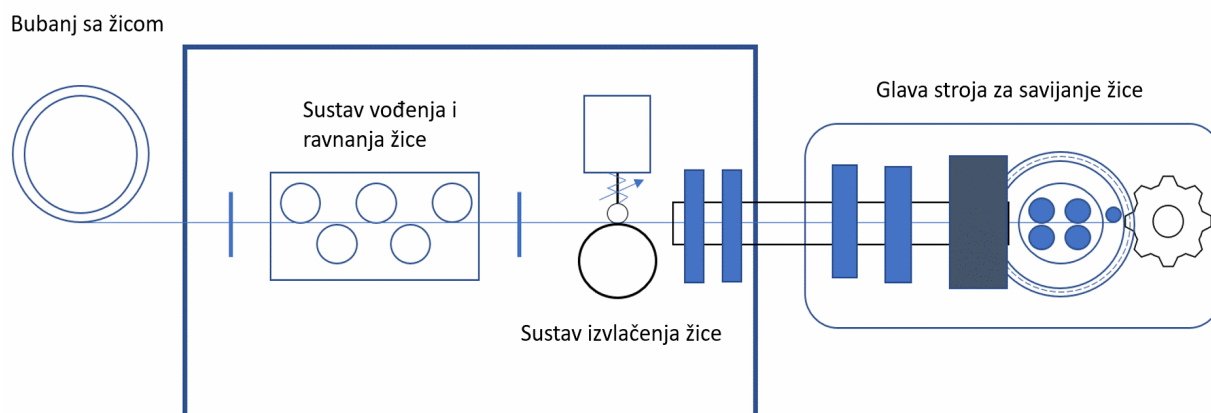 Bubanj sa žicom
Sustav vođenja i
ravnanja žice
Glava stroja za savijanje žice
Sustav izvlačenja žice